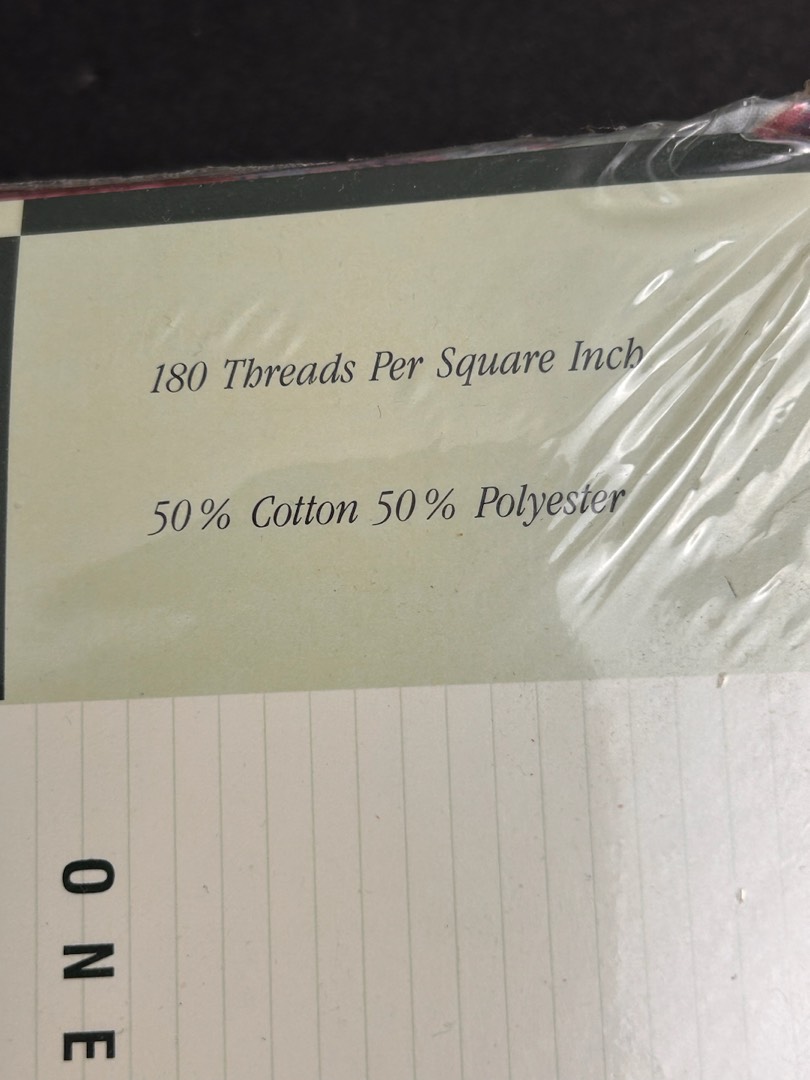 180 Threads Per Square Inch
50% Cotton 50% Polyester
ONE